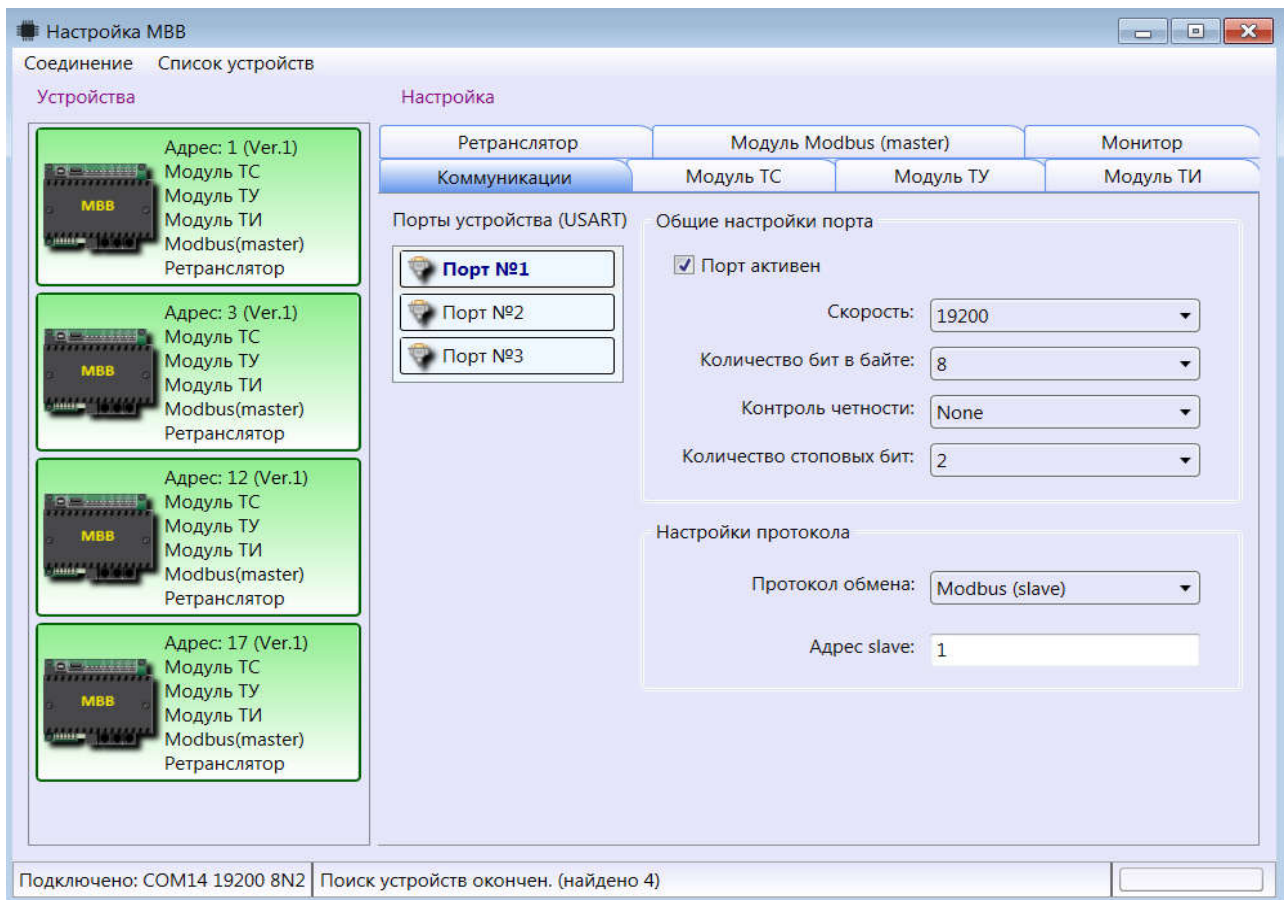 Настройка МВВ
Соединение Список устройств
Устройства
Адрес: 1 (Ver.1)
Модуль ТС
Модуль ТУ
Модуль ТИ
Modbus(master)
Ретранслятор
МВВ
Адрес: 3 (Ver.1)
Модуль ТС
Модуль ТУ
Модуль ТИ
Modbus(master)
Ретранслятор
МВВ
Адрес: 12 (Ver.1)
Модуль ТС
Модуль ТУ
Модуль ТИ
Modbus(master)
Ретранслятор
МВВ
Адрес: 17 (Ver.1)
Модуль ТС
Модуль ТУ
Модуль ТИ
Modbus(master)
Ретранслятор
МВВ
Настройка
Ретранслятор Модуль Modbus (master) Монитор
Коммуникации Модуль ТС Модуль ТУ Модуль ТИ
Порты устройства (USART)
Порт №1
Порт №2
Порт №3
Общие настройки порта
Порт активен
Скорость: 19200
Количество бит в байте: 8
Контроль четности: None
Количество стоповых бит: 2
Настройки протокола
Протокол обмена: Modbus (slave)
Адрес slave: 1
Подключено: COM14 19200 8N2 Поиск устройств окончен. (найдено 4)